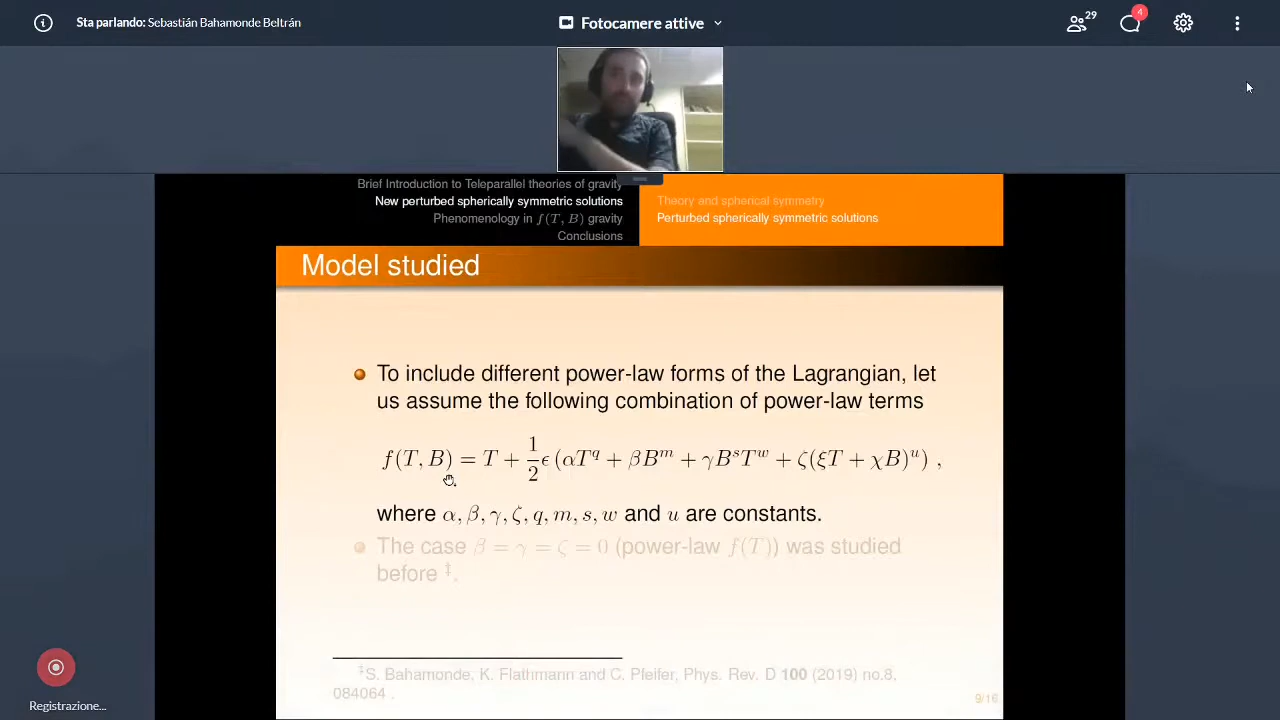 Sta parlando: Sebastián Bahamonde Beltrán
Fotocamere attive
29
4
Brief Introduction to Teleparallel theories of gravity
New perturbed spherically symmetric solutions
Phenomenology in f(T, B) gravity
Conclusions
Theory and spherical symmetry
Perturbed spherically symmetric solutions
Model studied
To include different power-law forms of the Lagrangian, let
us assume the following combination of power-law terms
f(T, B) = T + 1/2 ϵ (αT^q + βB^m + γB^s T^w + ζ(ξT + χB)^u) ,
where α, β, γ, ζ, q, m, s, w and u are constants.
The case β = γ = ζ = 0 (power-law f(T)) was studied
before ‡.
‡S. Bahamonde, K. Flathmann and C. Pfeifer, Phys. Rev. D 100 (2019) no.8,
084064 .
9/16
Registrazione...